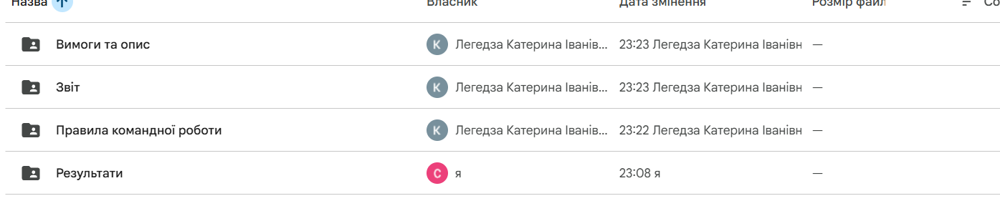 Назва Власник Дата змінення Розмір файл Со
Вимоги та опис K Легедза Катерина Іванів... 23:23 Легедза Катерина Іванівн —
Звіт K Легедза Катерина Іванів... 23:23 Легедза Катерина Іванівн —
Правила командної роботи K Легедза Катерина Іванів... 23:22 Легедза Катерина Іванівн —
Результати C я 23:08 я —